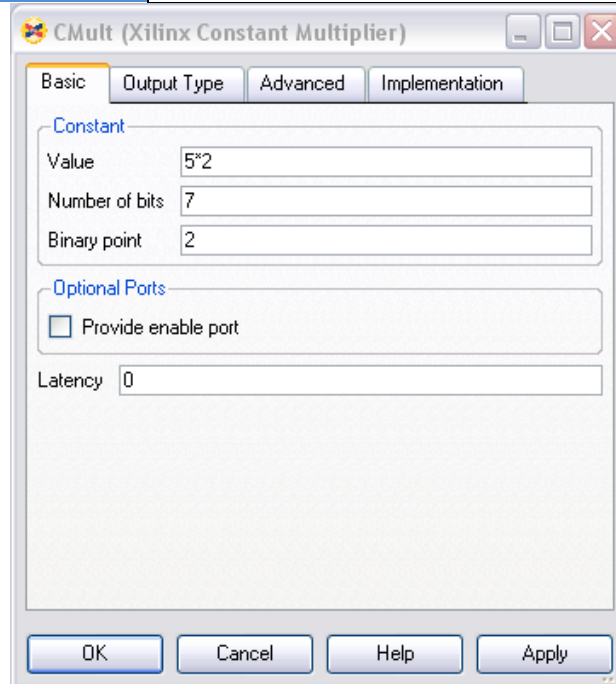 CMult (Xilinx Constant Multiplier)
Basic Output Type Advanced Implementation
Constant
Value 5*2
Number of bits 7
Binary point 2
Optional Ports
Provide enable port
Latency 0
OK Cancel Help Apply